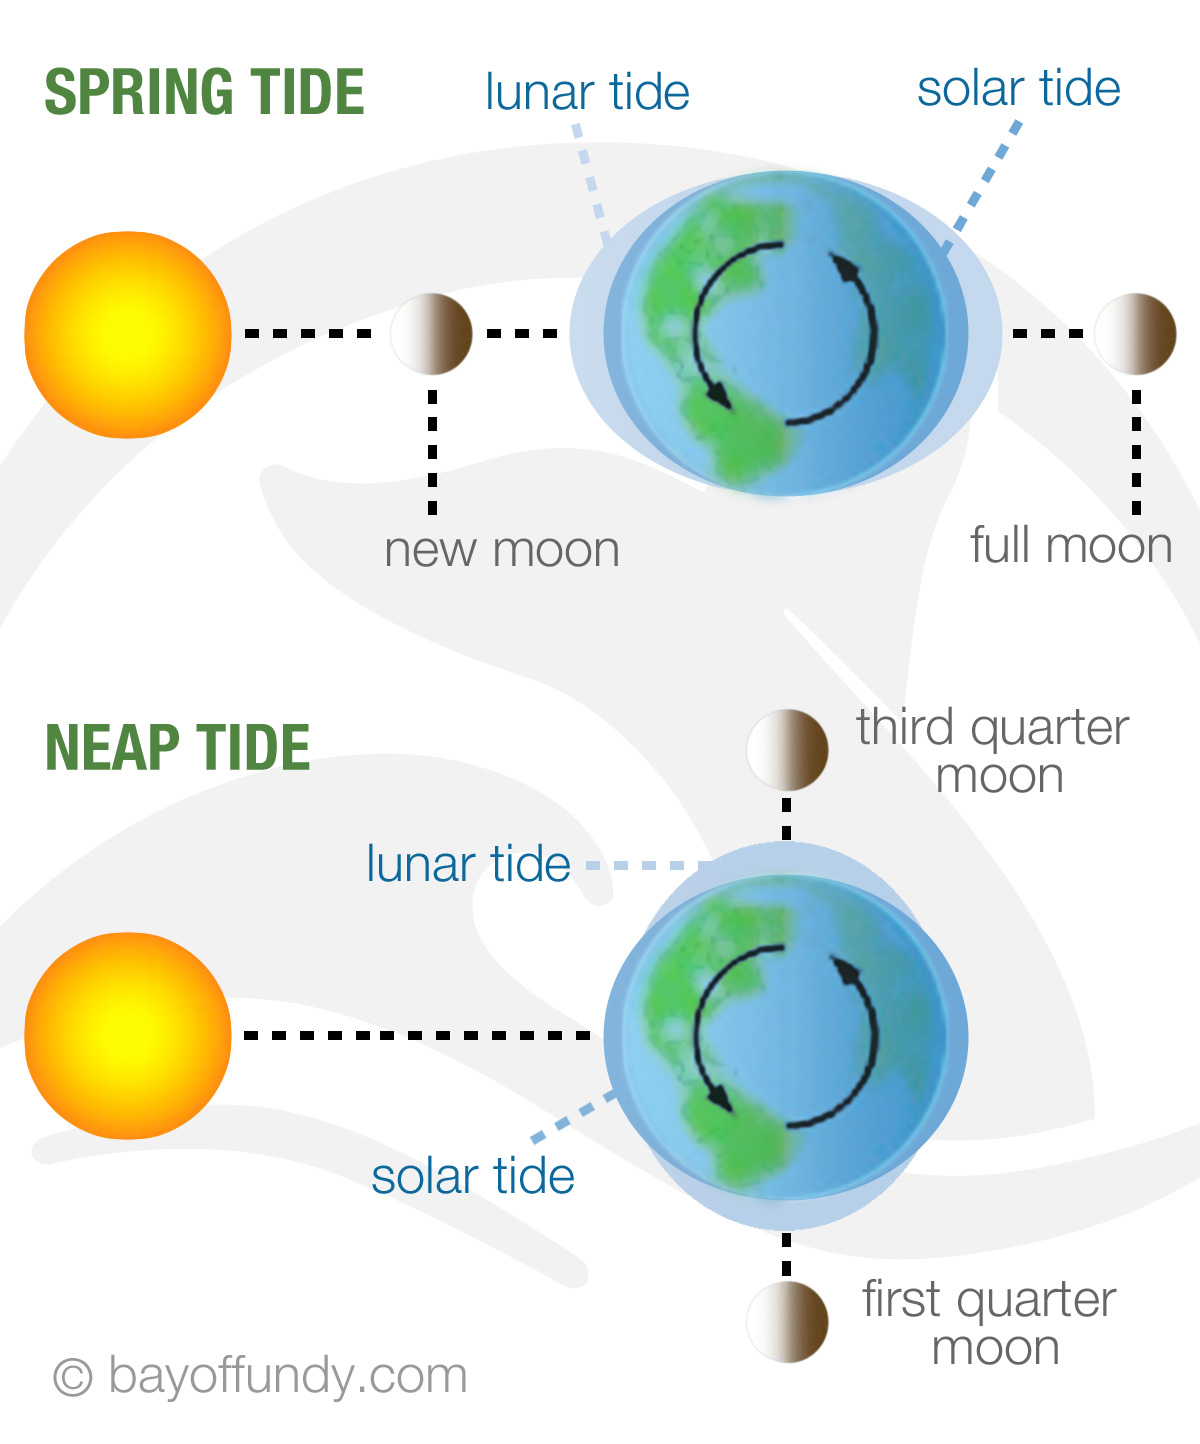 SPRING TIDE
lunar tide
solar tide
new moon
full moon
NEAP TIDE
third quarter
moon
lunar tide
solar tide
first quarter
moon
© bayoffundy.com